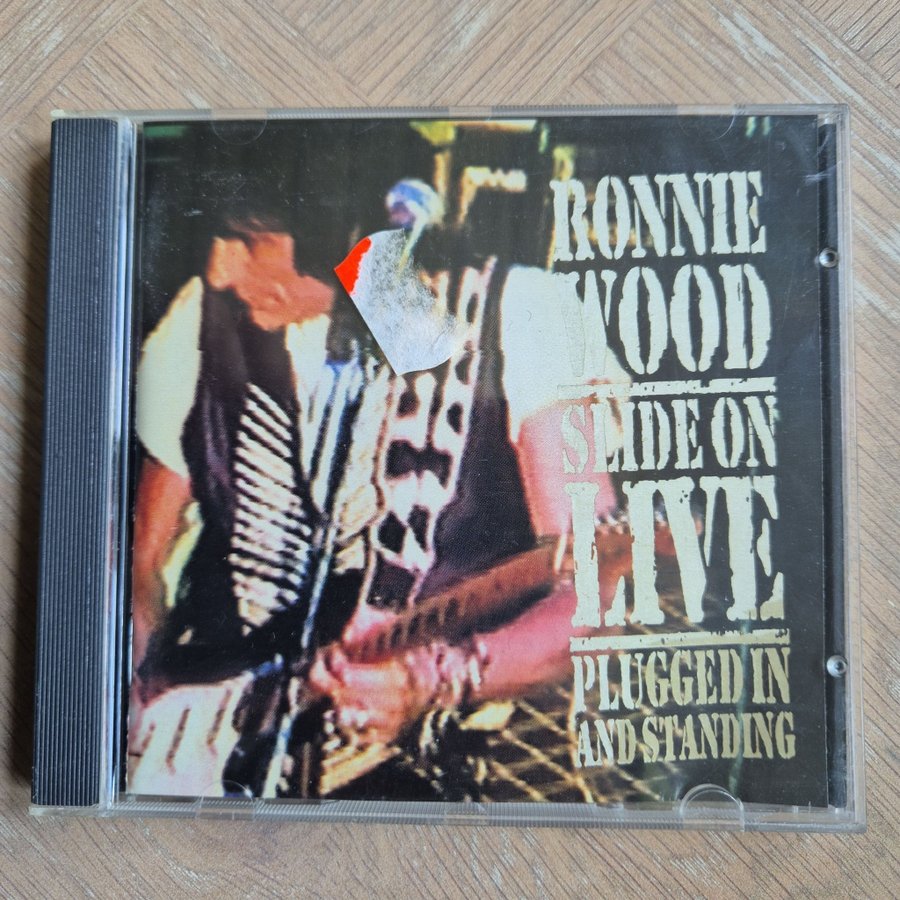 RONNIE
WOOD
SLIDE ON
LIVE
PLUGGED IN
AND STANDING